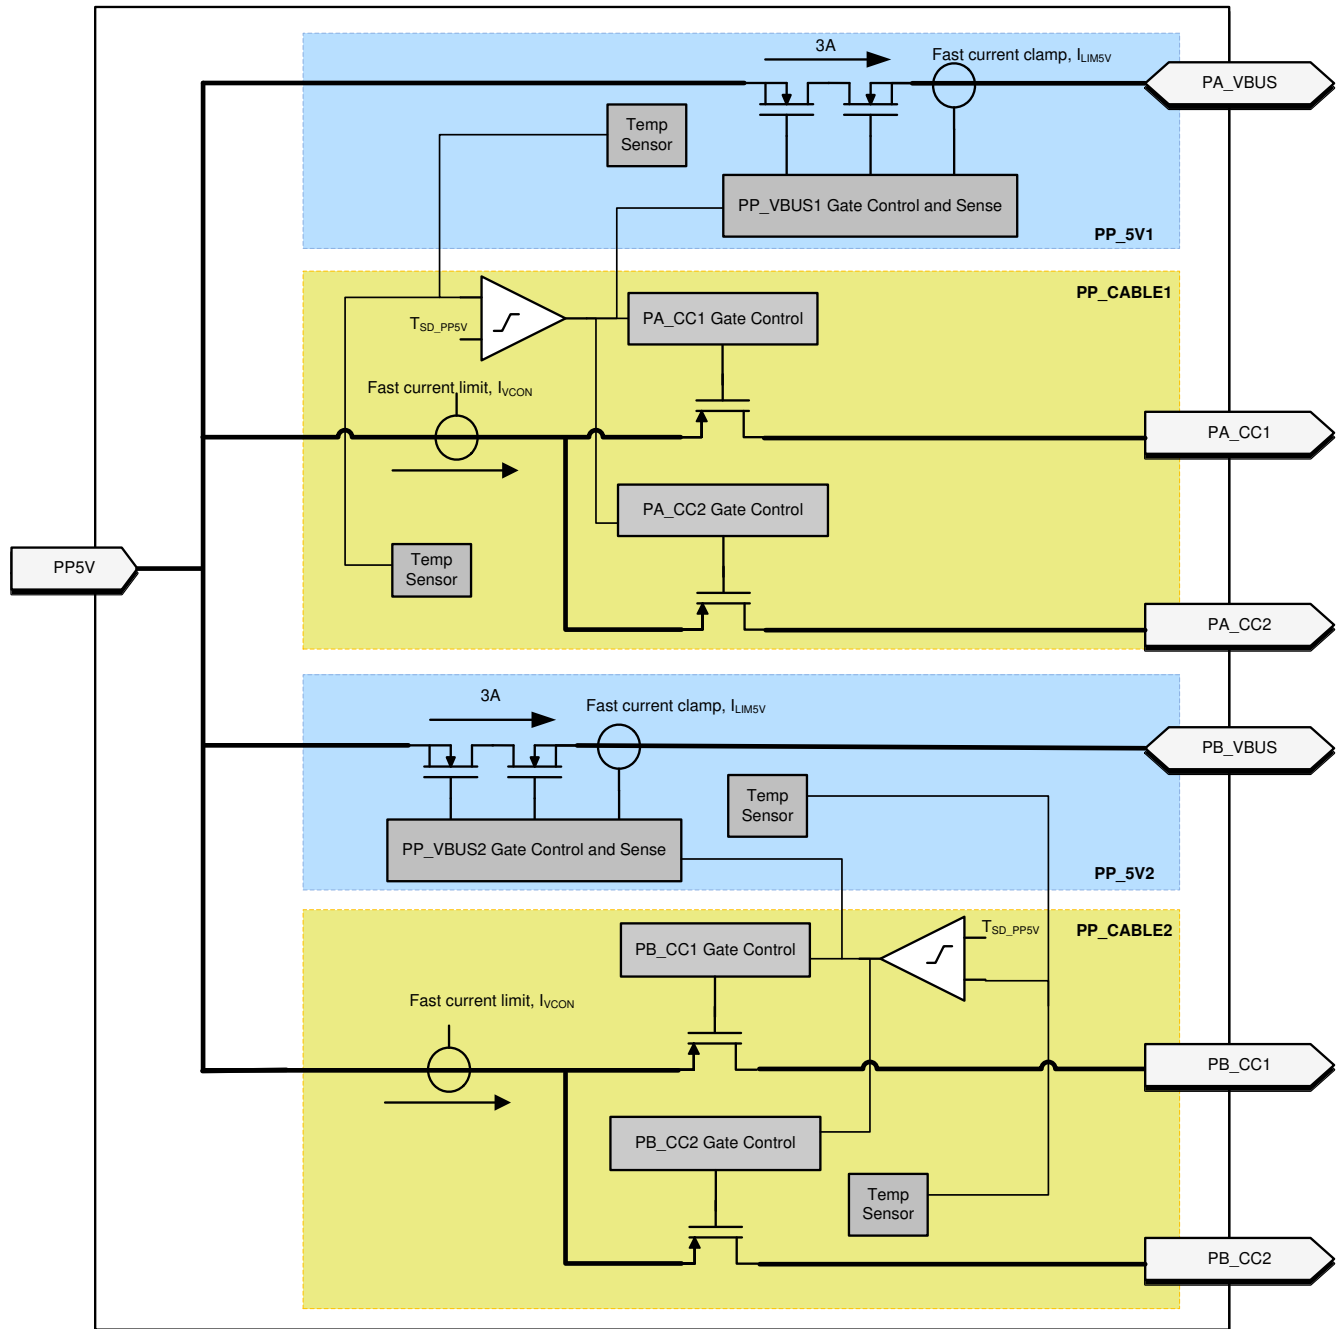 3A
Fast current clamp, ILIM5V
PA_VBUS
Temp
Sensor
PP_VBUS1 Gate Control and Sense
PP_5V1
PP_CABLE1
PA_CC1 Gate Control
TSD_PP5V
Fast current limit, IVCON
PA_CC1
PA_CC2 Gate Control
Temp
Sensor
PP5V
PA_CC2
3A
Fast current clamp, ILIM5V
PB_VBUS
Temp
Sensor
PP_VBUS2 Gate Control and Sense
PP_5V2
PP_CABLE2
TSD_PP5V
PB_CC1 Gate Control
Fast current limit, IVCON
PB_CC1
PB_CC2 Gate Control
Temp
Sensor
PB_CC2